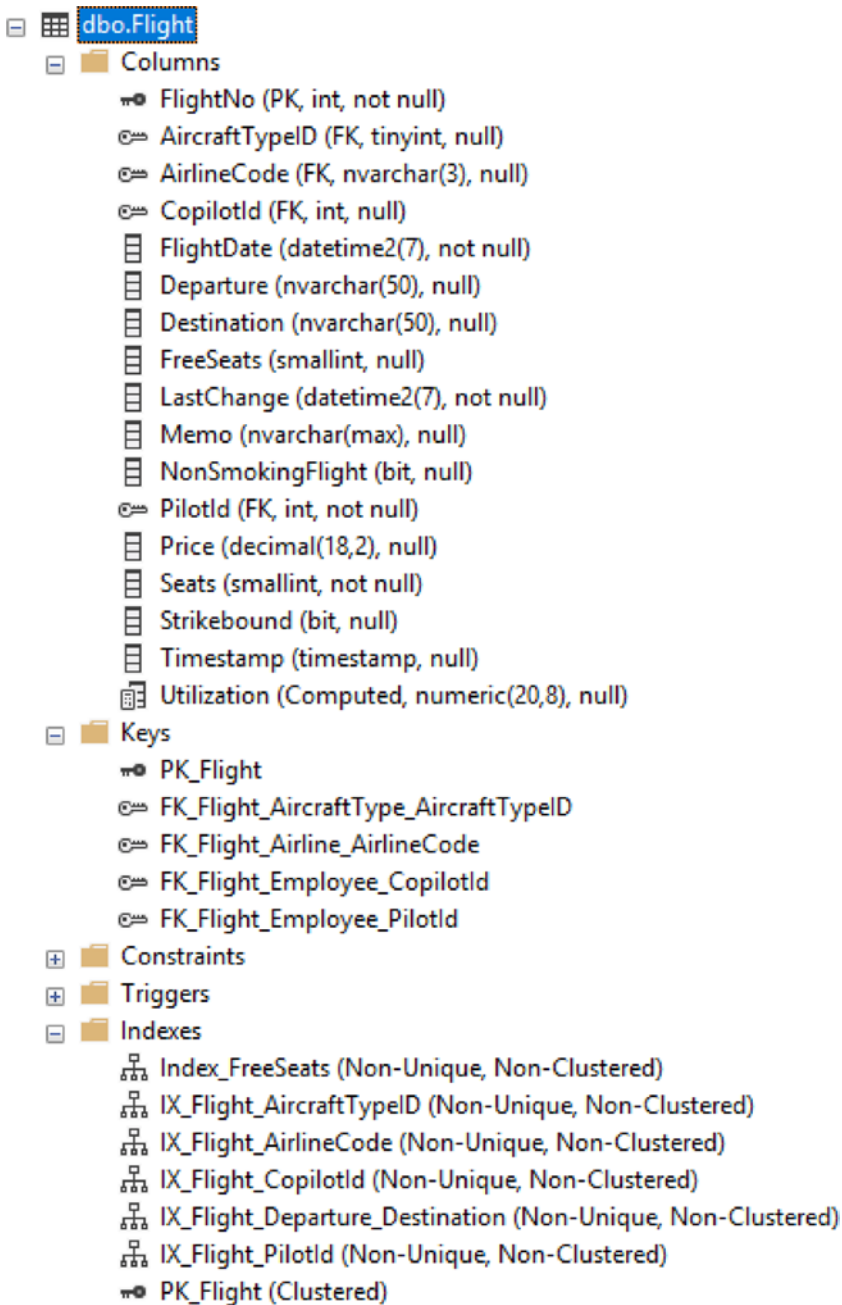 dbo.Flight
Columns
FlightNo (PK, int, not null)
AircraftTypeID (FK, tinyint, null)
AirlineCode (FK, nvarchar(3), null)
CopilotId (FK, int, null)
FlightDate (datetime2(7), not null)
Departure (nvarchar(50), null)
Destination (nvarchar(50), null)
FreeSeats (smallint, null)
LastChange (datetime2(7), not null)
Memo (nvarchar(max), null)
NonSmokingFlight (bit, null)
PilotId (FK, int, not null)
Price (decimal(18,2), null)
Seats (smallint, not null)
Strikebound (bit, null)
Timestamp (timestamp, null)
Utilization (Computed, numeric(20,8), null)
Keys
PK_Flight
FK_Flight_AircraftType_AircraftTypeID
FK_Flight_Airline_AirlineCode
FK_Flight_Employee_CopilotId
FK_Flight_Employee_PilotId
Constraints
Triggers
Indexes
Index_FreeSeats (Non-Unique, Non-Clustered)
IX_Flight_AircraftTypeID (Non-Unique, Non-Clustered)
IX_Flight_AirlineCode (Non-Unique, Non-Clustered)
IX_Flight_CopilotId (Non-Unique, Non-Clustered)
IX_Flight_Departure_Destination (Non-Unique, Non-Clustered)
IX_Flight_PilotId (Non-Unique, Non-Clustered)
PK_Flight (Clustered)